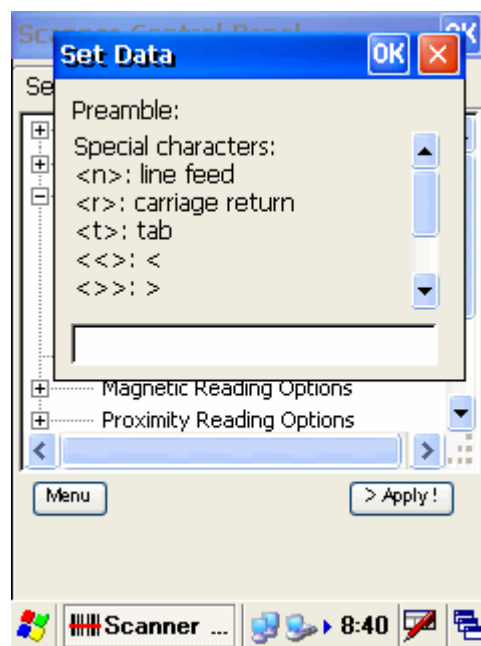 Set Data OK
Se
Preamble:
Special characters:
<n>: line feed
<r>: carriage return
<t>: tab
<<>: <
<>>: >
Magnetic Reading Options
Proximity Reading Options
Menu > Apply !
Scanner ... 8:40